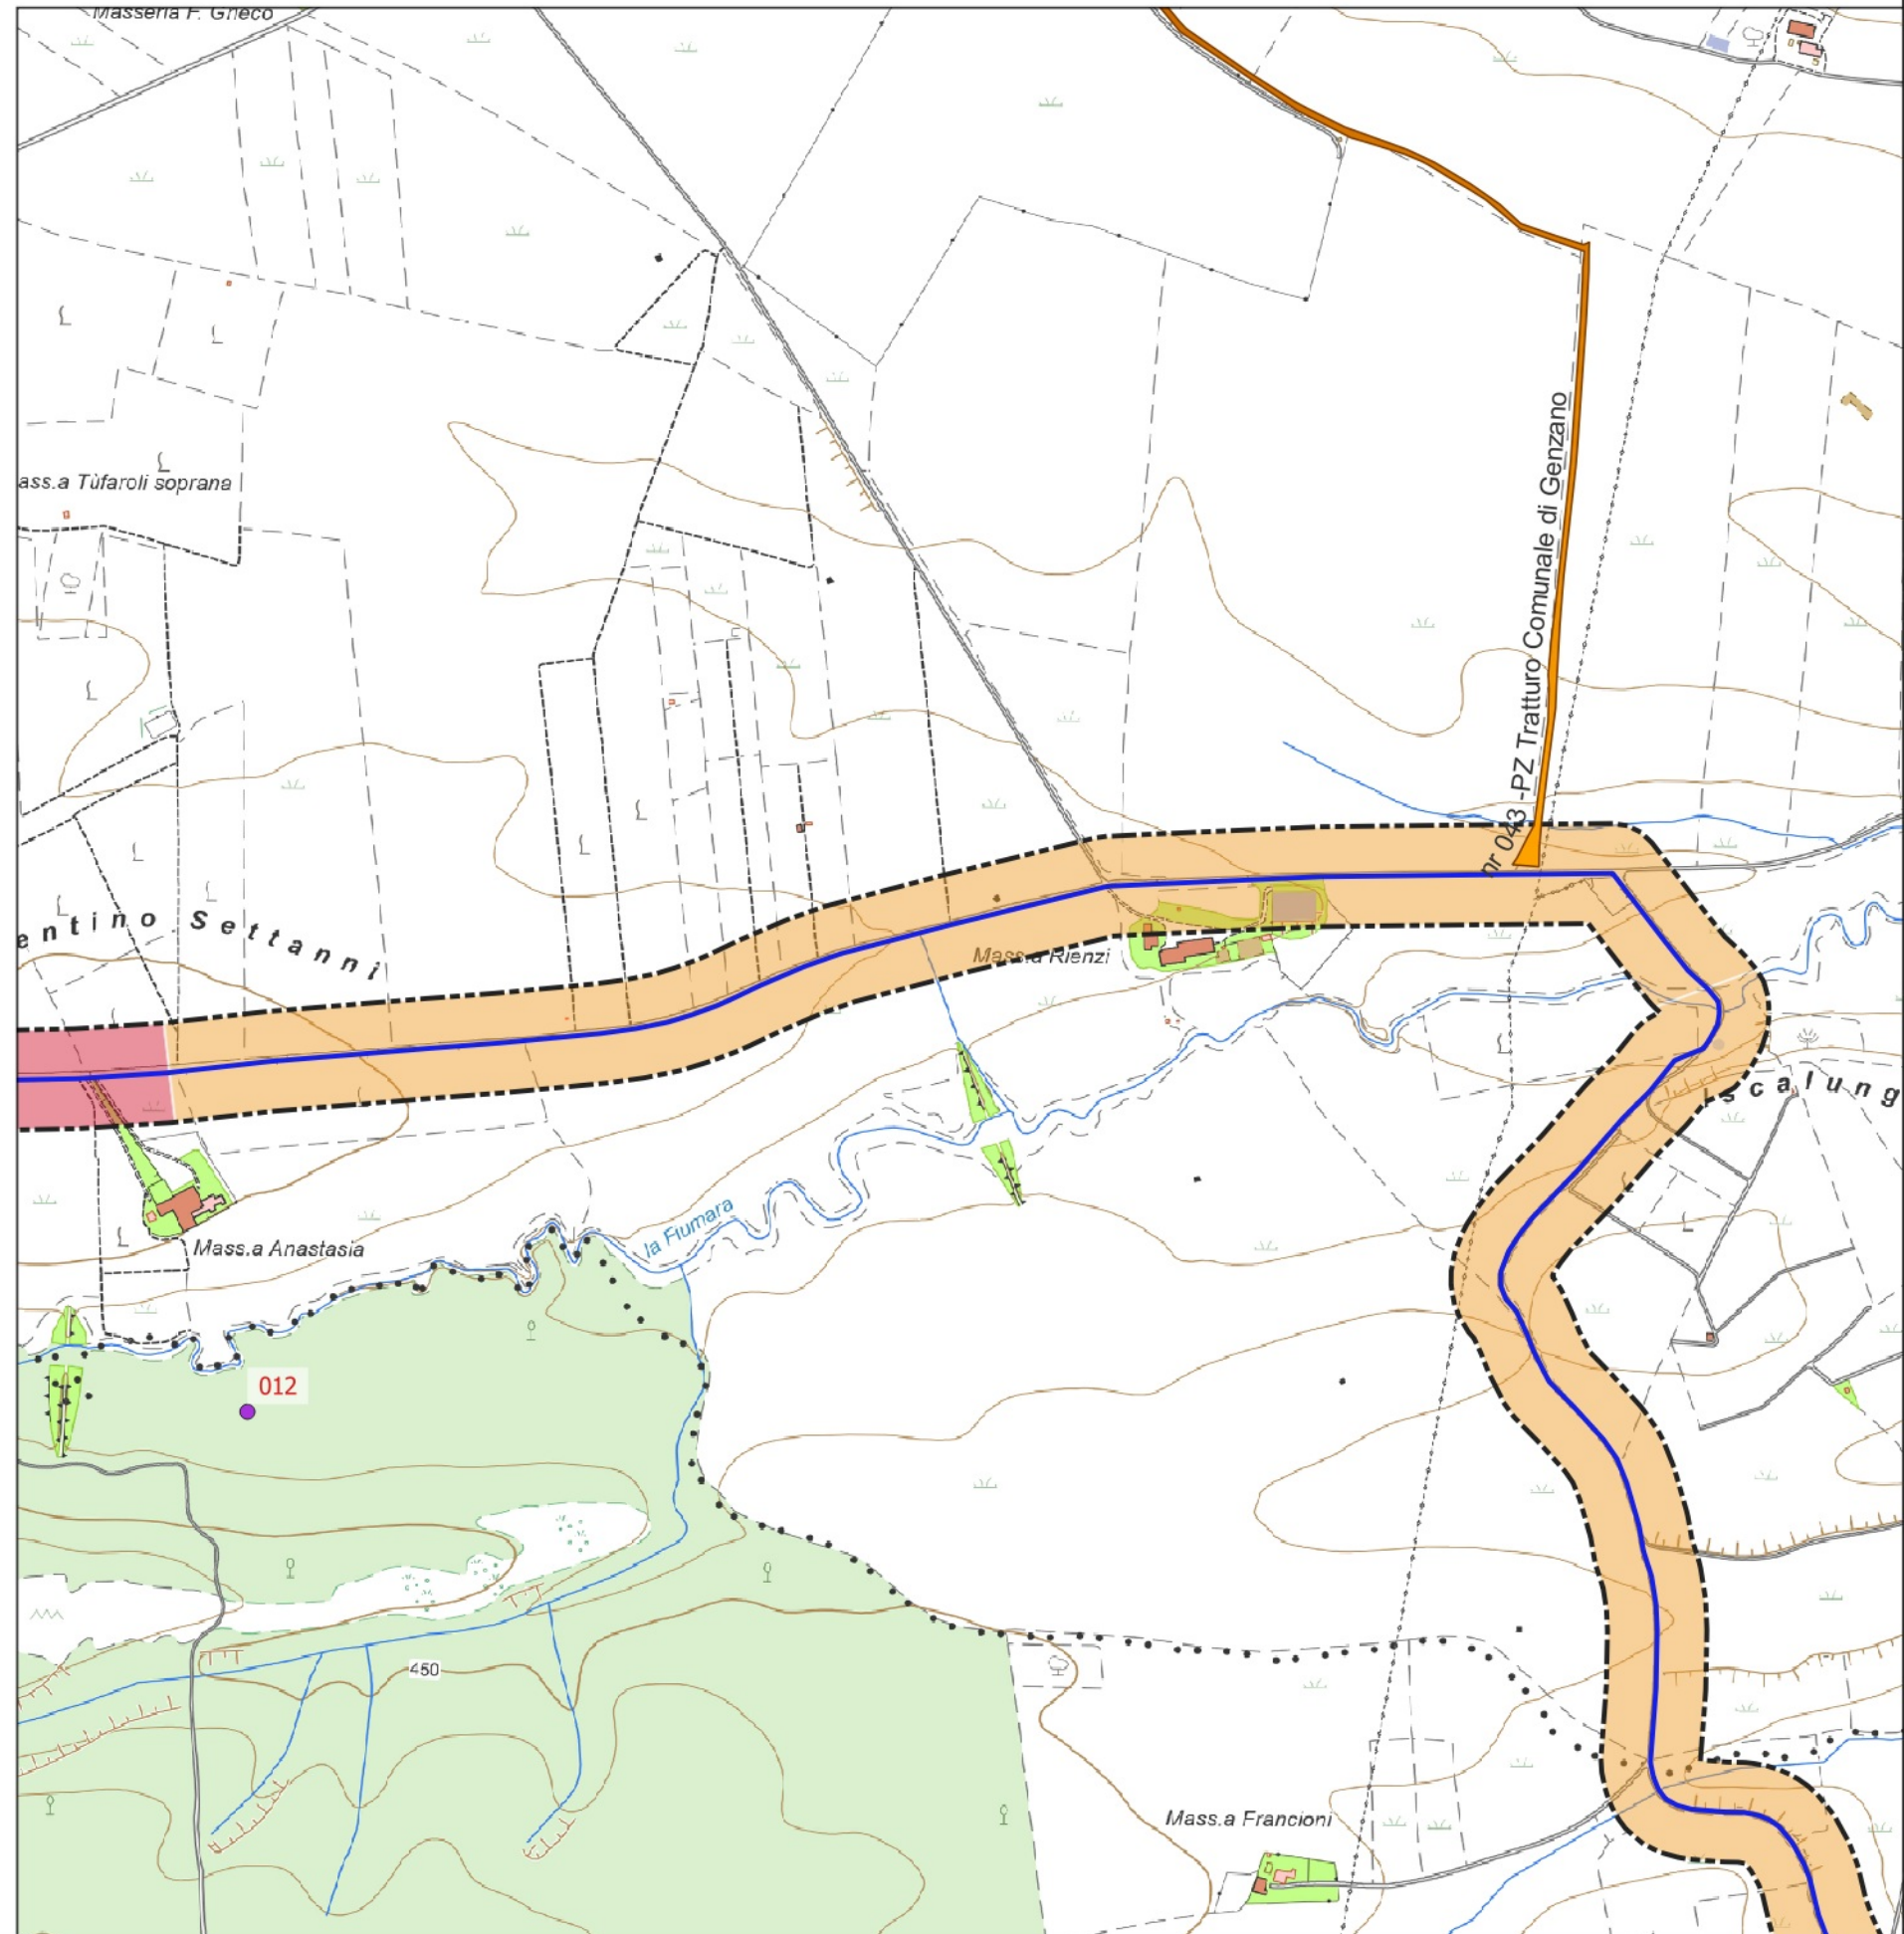 Masseria F. Grieco
ass.a Tùfaroli soprana
nr 043 -PZ Tratturo Comunale di Genzano
entino Settanni
Mass.a Rienzi
scalung
la Fiumara
Mass.a Anastasia
012
450
Mass.a Francioni